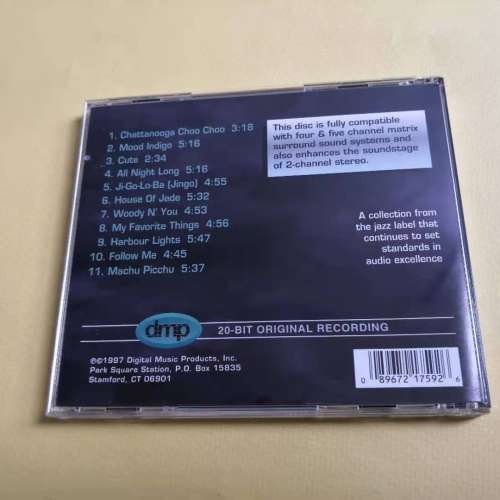 1. Chattanooga Choo Choo 3:18
2. Mood Indigo 5:16
3. Cute 2:34
4. All Night Long 5:16
5. Ji-Go-Lo-Ba (Jingo) 4:55
6. House Of Jade 5:32
7. Woody N' You 4:53
8. My Favorite Things 4:56
9. Harbour Lights 5:47
10. Follow Me 4:45
11. Machu Picchu 5:37
This disc is fully compatible
with four & five channel matrix
surround sound systems and
also enhances the soundstage
of 2-channel stereo.
A collection from
the jazz label that
continues to set
standards in
audio excellence
dmp
20-BIT ORIGINAL RECORDING
℗©1997 Digital Music Products, Inc.
Park Square Station, P.O. Box 15835
Stamford, CT 06901
0 89672 17592 6